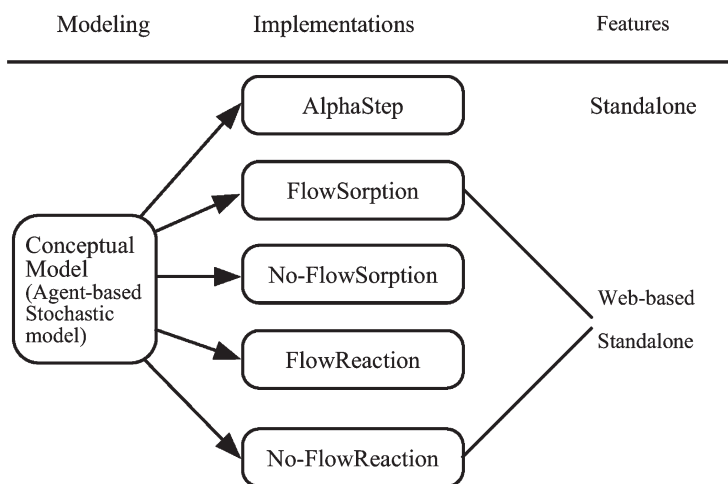 Modeling Implementations Features
AlphaStep Standalone
FlowSorption
Conceptual
Model
(Agent-based
Stochastic
model)
No-FlowSorption
Web-based
Standalone
FlowReaction
No-FlowReaction